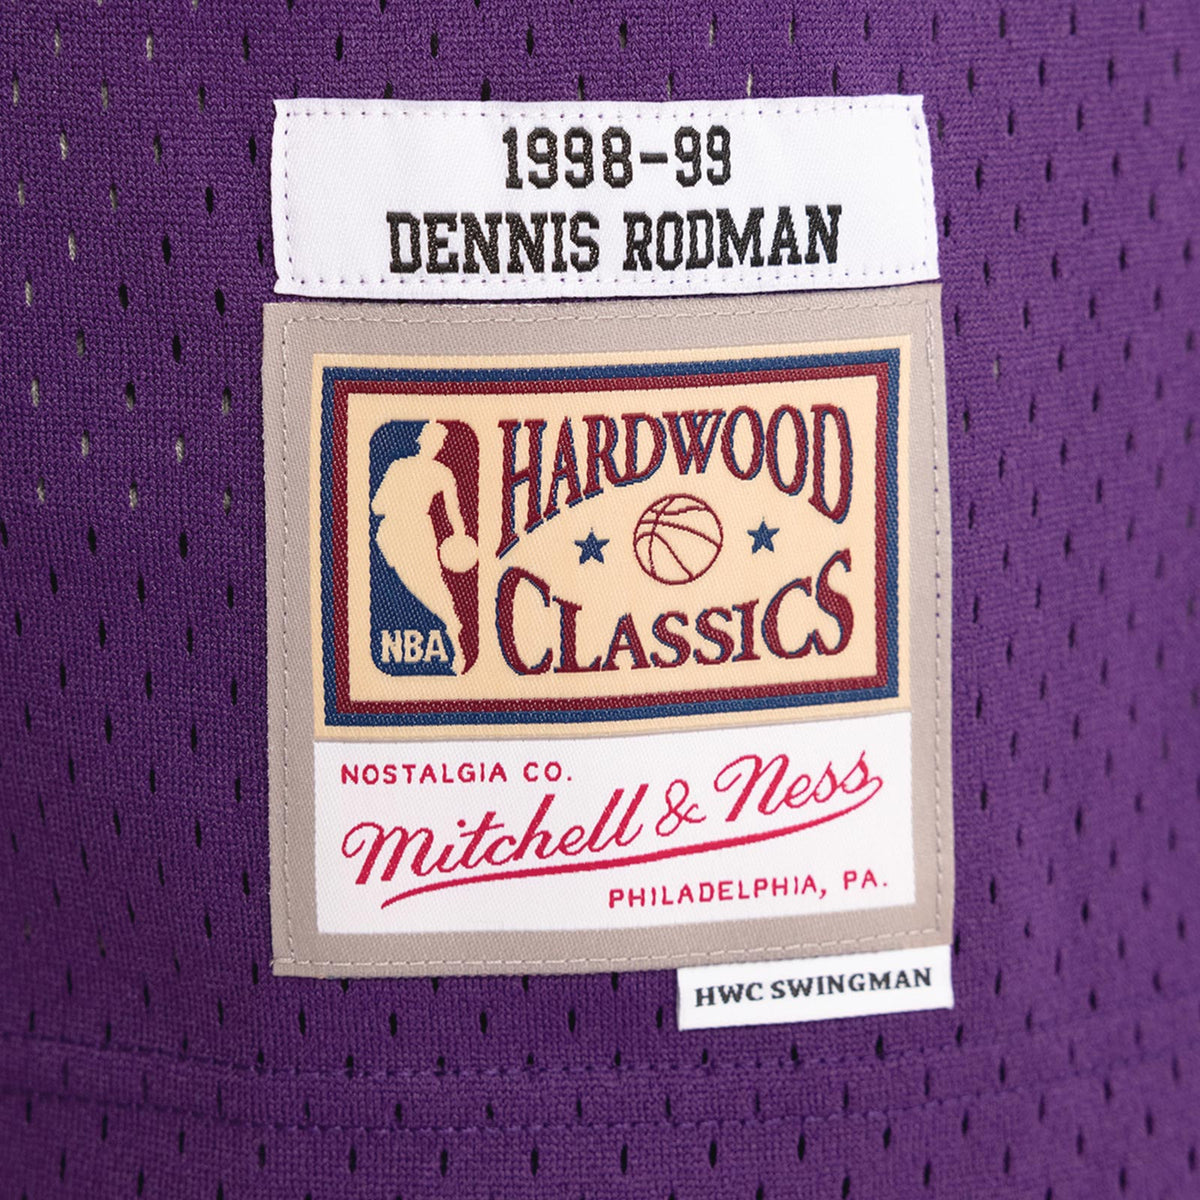 1998-99
DENNIS RODMAN
HARDWOOD
CLASSICS
NBA
NOSTALGIA CO.
Mitchell & Ness
PHILADELPHIA, PA.
HWC SWINGMAN